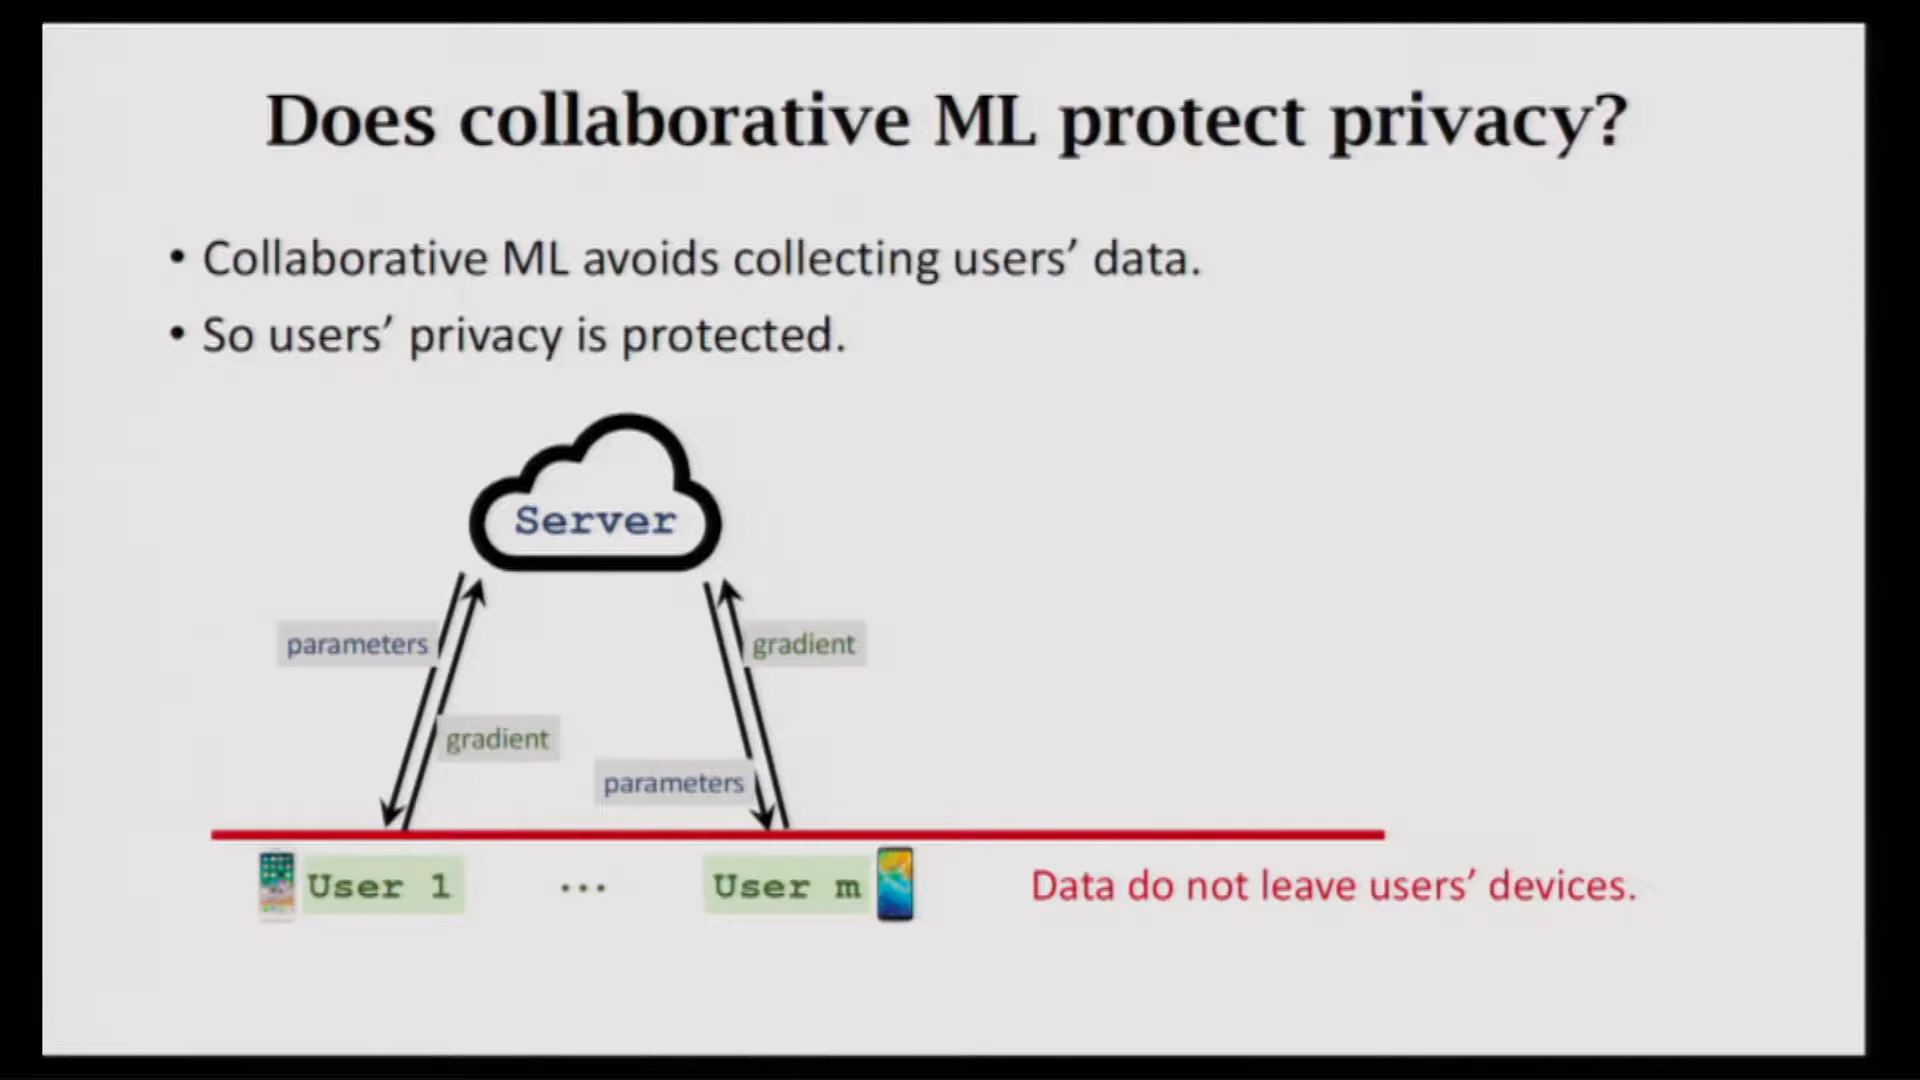 Does collaborative ML protect privacy?
• Collaborative ML avoids collecting users’ data.
• So users’ privacy is protected.
Server
parameters
gradient
gradient
parameters
User 1
...
User m
Data do not leave users’ devices.